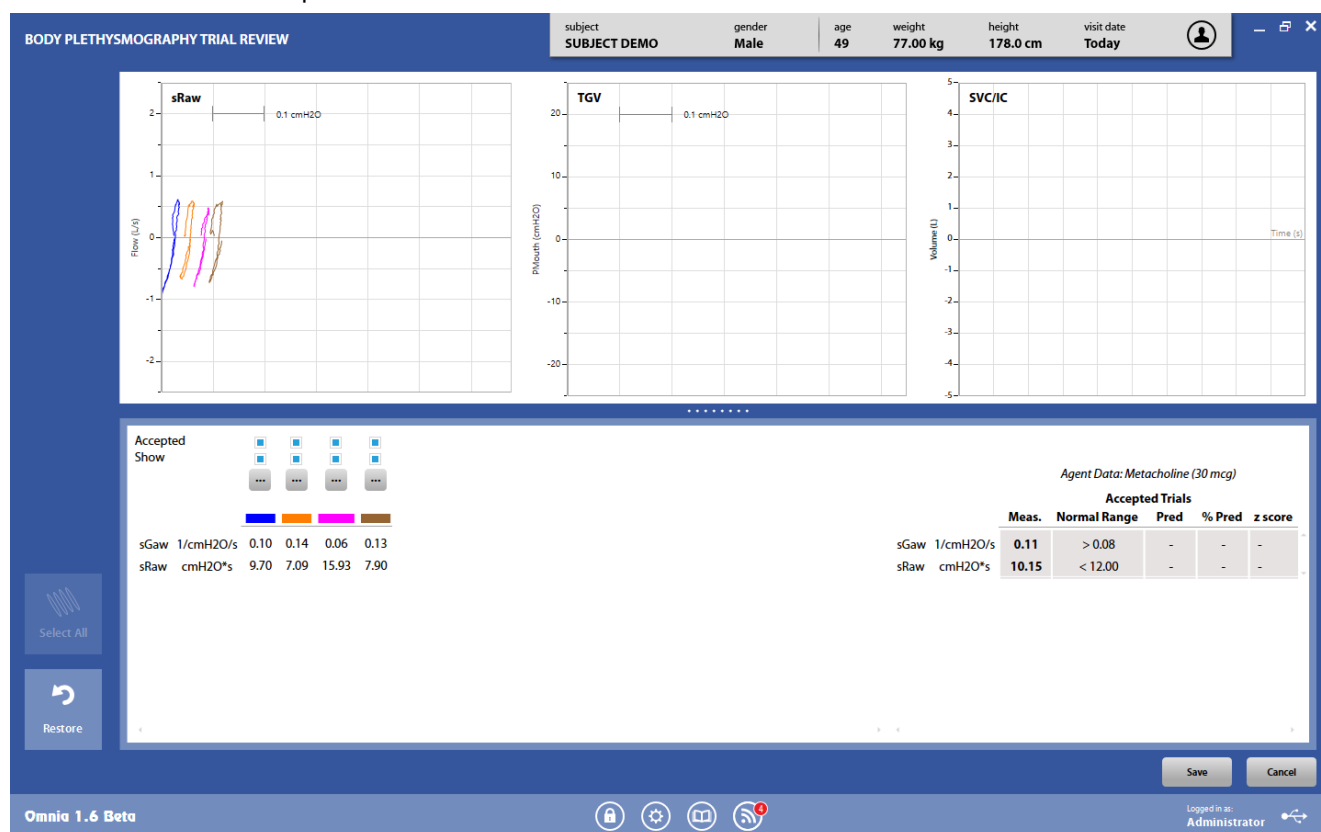 BODY PLETHYSMOGRAPHY TRIAL REVIEW
subject gender age weight height visit date
SUBJECT DEMO Male 49 77.00 kg 178.0 cm Today
sRaw
0.1 cmH2O
2
1
0
-1
-2
Flow (L/s)
TGV
0.1 cmH2O
20
10
0
-10
-20
PMouth (cmH2O)
SVC/IC
5
4
3
2
1
0
-1
-2
-3
-4
-5
Volume (L)
Time (s)
Accepted
Show
... ... ... ...
sGaw 1/cmH2O/s 0.10 0.14 0.06 0.13
sRaw cmH2O*s 9.70 7.09 15.93 7.90
Agent Data: Metacholine (30 mcg)
Accepted Trials
Meas. Normal Range Pred % Pred z score
sGaw 1/cmH2O/s 0.11 > 0.08 - - -
sRaw cmH2O*s 10.15 < 12.00 - - -
Select All
Restore
Save Cancel
Omnia 1.6 Beta
4
Logged in as:
Administrator